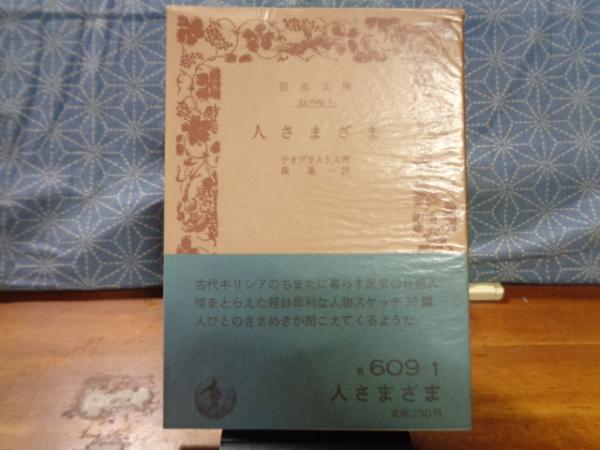 岩波文庫
33-609-1
人さまざま
テオプラストス著
森進一訳
古代ギリシアのちまたに暮らす民衆の世態人
情をとらえた軽妙犀利な人物スケッチ30篇.
人びとのささめきが聞こえてくるようだ.
青 609-1
人さまざま
定価250円